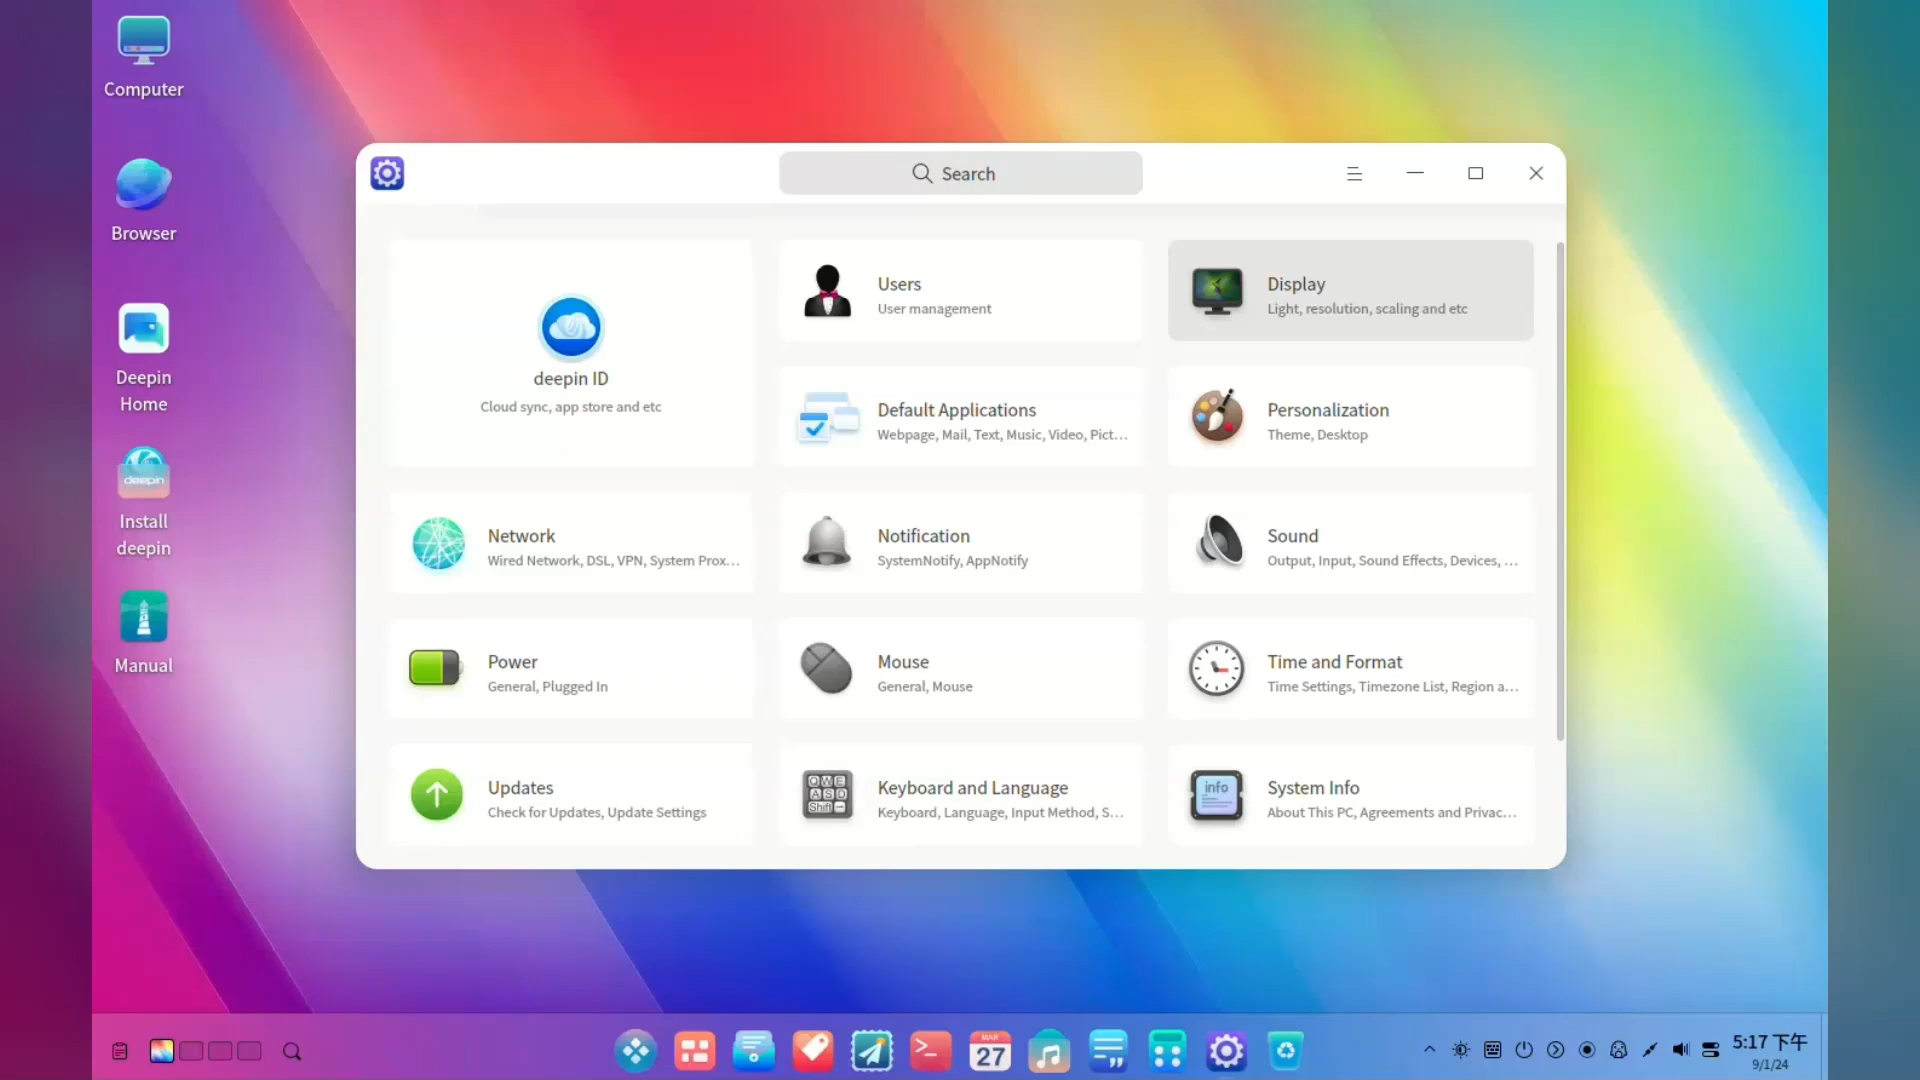 Computer
Browser
Deepin
Home
deepin
Install
deepin
Manual
Search
deepin ID
Cloud sync, app store and etc
Users
User management
Display
Light, resolution, scaling and etc
Default Applications
Webpage, Mail, Text, Music, Video, Pict...
Personalization
Theme, Desktop
Network
Wired Network, DSL, VPN, System Prox...
Notification
SystemNotify, AppNotify
Sound
Output, Input, Sound Effects, Devices, ...
Power
General, Plugged In
Mouse
General, Mouse
Time and Format
Time Settings, Timezone List, Region a...
Updates
Check for Updates, Update Settings
Q W E
A S D
Shift
Keyboard and Language
Keyboard, Language, Input Method, S...
info
System Info
About This PC, Agreements and Privac...
MAR
27
5:17 下午
9/1/24